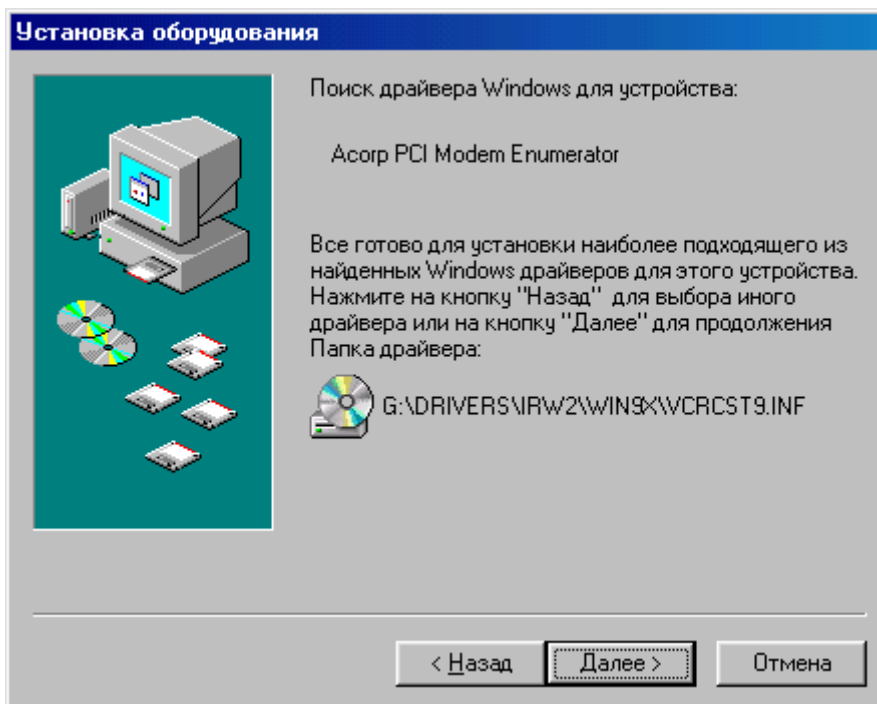 Установка оборудования
Поиск драйвера Windows для устройства:
Acorp PCI Modem Enumerator
Все готово для установки наиболее подходящего из
найденных Windows драйверов для этого устройства.
Нажмите на кнопку "Назад" для выбора иного
драйвера или на кнопку "Далее" для продолжения
Папка драйвера:
G:\DRIVERS\IRW2\WIN9X\VCRCST9.INF
< Назад
Далее >
Отмена